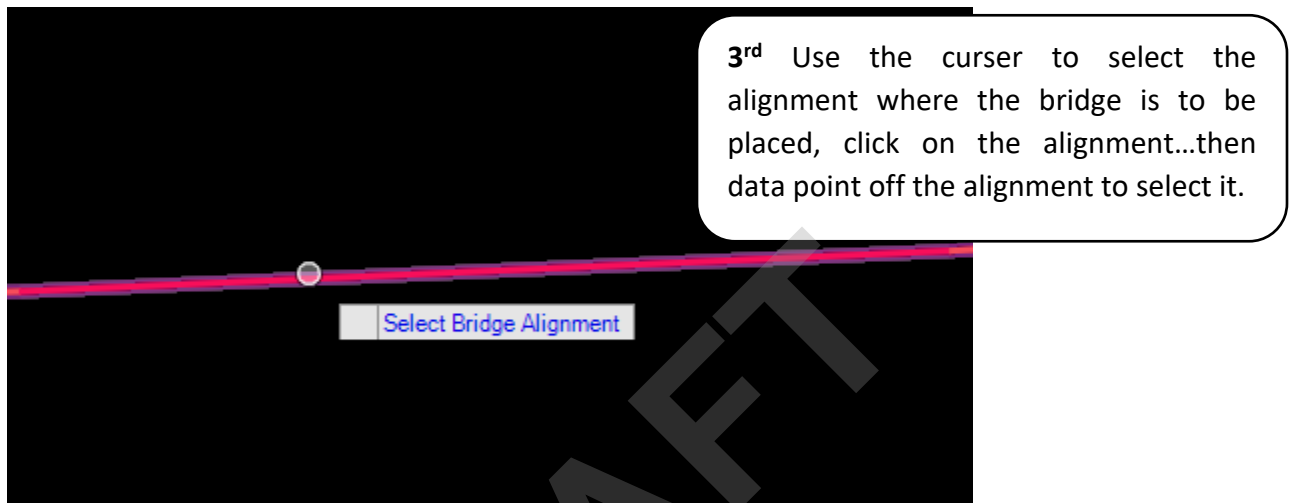 3rd Use the curser to select the
alignment where the bridge is to be
placed, click on the alignment…then
data point off the alignment to select it.
Select Bridge Alignment
AFT